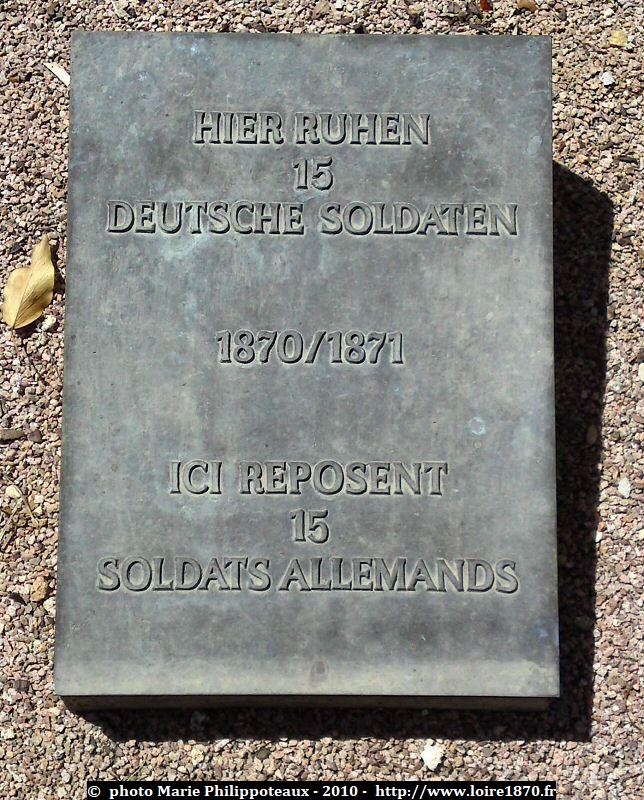 HIER RUHEN
15
DEUTSCHE SOLDATEN
1870/1871
ICI REPOSENT
15
SOLDATS ALLEMANDS
© photo Marie Philippoteaux - 2010 - http://www.loire1870.fr